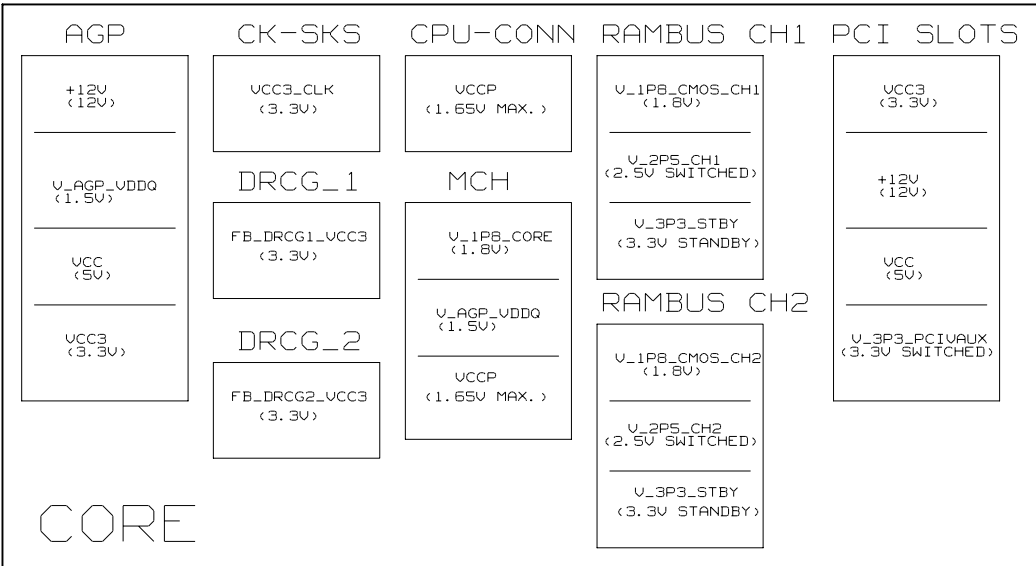 AGP
+12V
(12V)
V_AGP_VDDQ
(1.5V)
VCC
(5V)
VCC3
(3.3V)
CK-SKS
VCC3_CLK
(3.3V)
DRCG_1
FB_DRCG1_VCC3
(3.3V)
DRCG_2
FB_DRCG2_VCC3
(3.3V)
CPU-CONN
VCCP
(1.65V MAX.)
MCH
V_1P8_CORE
(1.8V)
V_AGP_VDDQ
(1.5V)
VCCP
(1.65V MAX.)
RAMBUS CH1
V_1P8_CMOS_CH1
(1.8V)
V_2P5_CH1
(2.5V SWITCHED)
V_3P3_STBY
(3.3V STANDBY)
RAMBUS CH2
V_1P8_CMOS_CH2
(1.8V)
V_2P5_CH2
(2.5V SWITCHED)
V_3P3_STBY
(3.3V STANDBY)
PCI SLOTS
VCC3
(3.3V)
+12V
(12V)
VCC
(5V)
V_3P3_PCIVAUX
(3.3V SWITCHED)
CORE